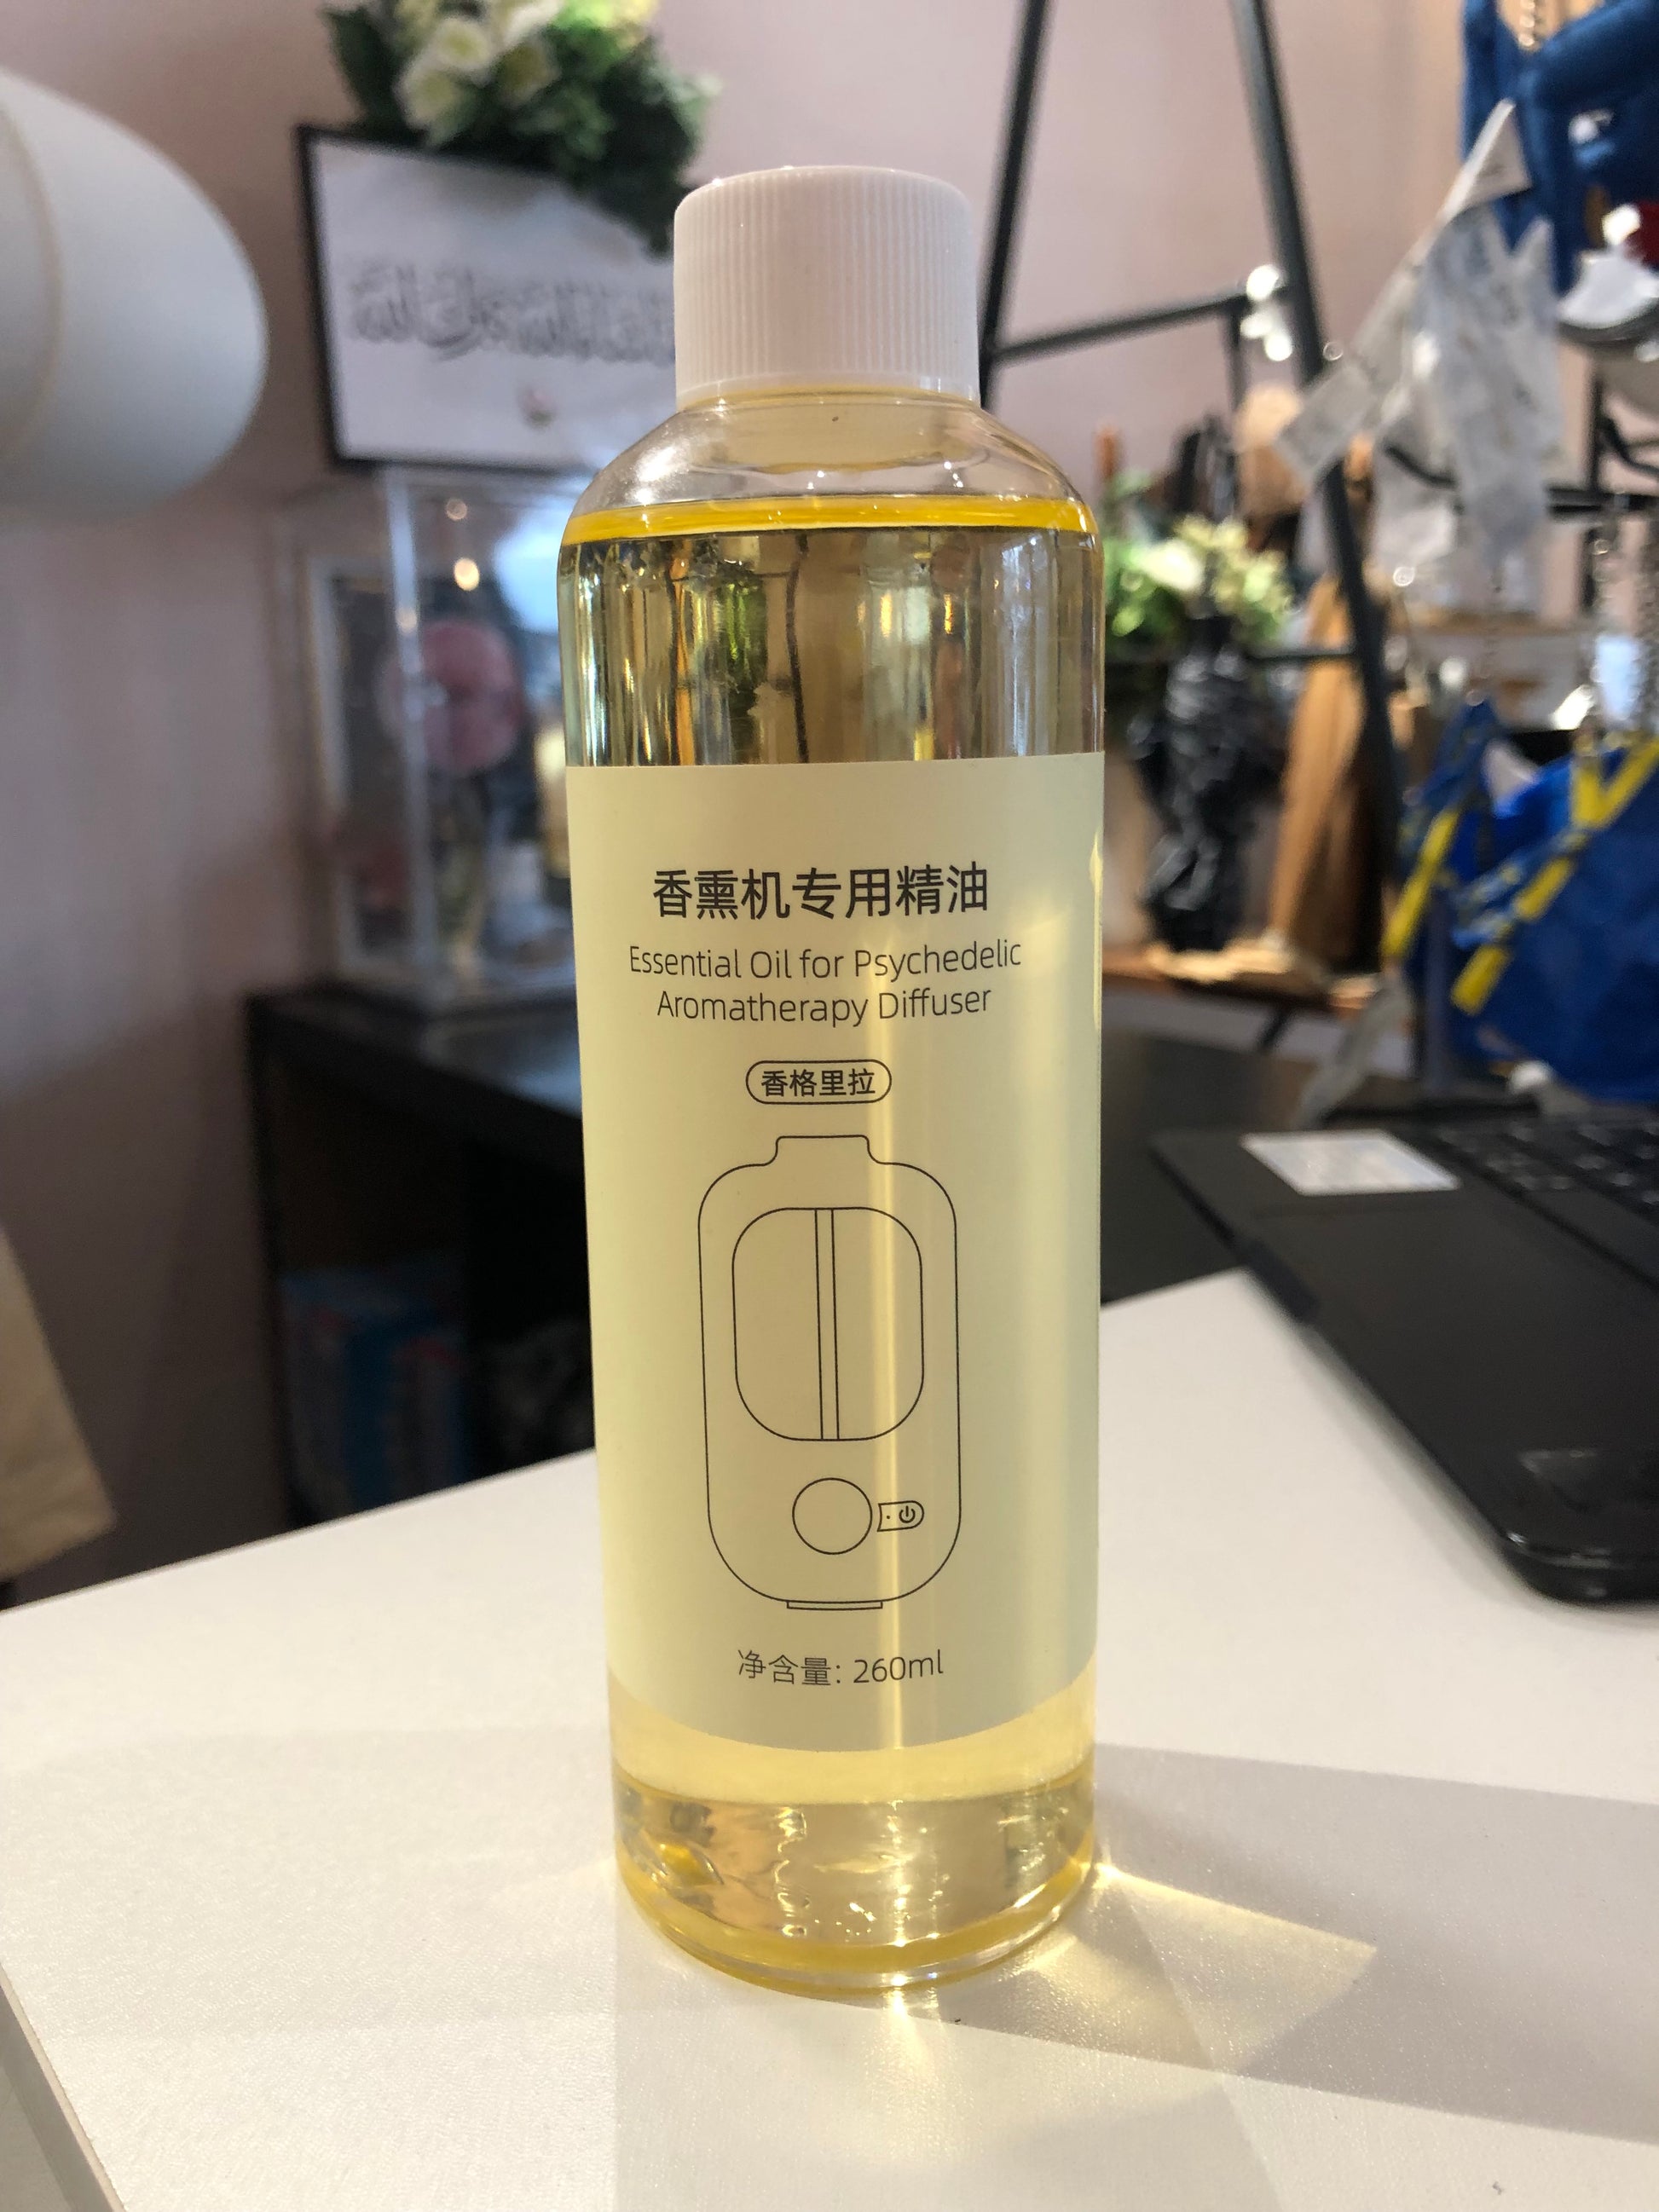 香熏机专用精油
Essential Oil for Psychedelic
Aromatherapy Diffuser
香格里拉
净含量: 260ml